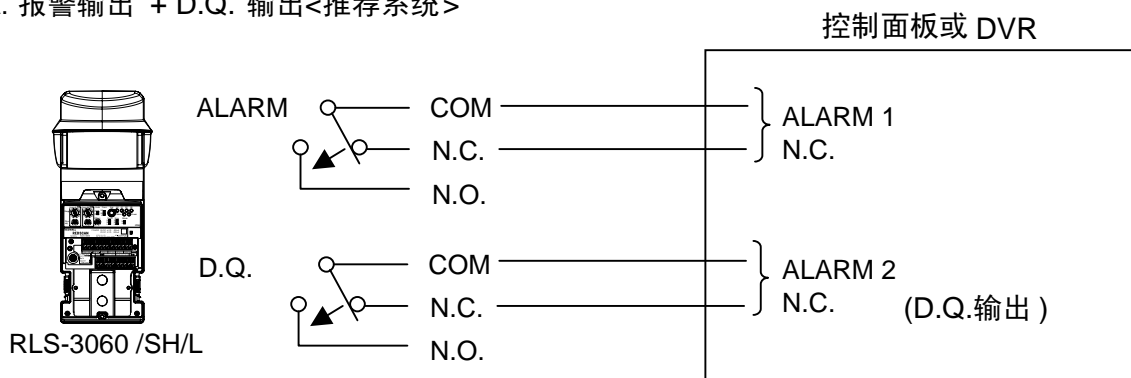 . 报警输出 + D.Q. 输出<推荐系统>
控制面板或 DVR
ALARM
COM
N.C.
N.O.
ALARM 1
N.C.
D.Q.
COM
N.C.
N.O.
ALARM 2
N.C.
(D.Q.输出 )
RLS-3060 /SH/L